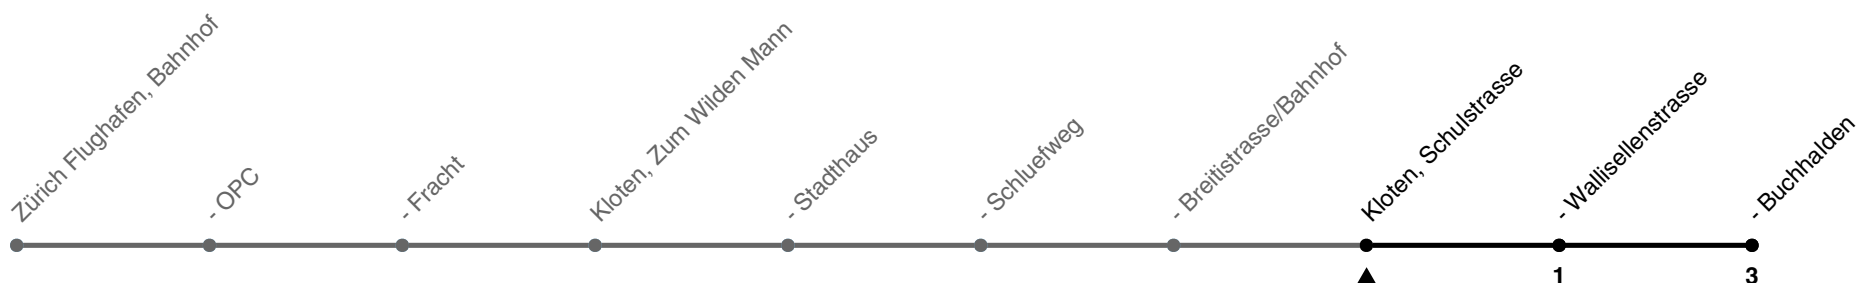 Zürich Flughafen, Bahnhof
- OPC
- Fracht
Kloten, Zum Wilden Mann
- Stadthaus
- Schluefweg
- Breitistrasse/Bahnhof
Kloten, Schulstrasse
- Wallisellenstrasse
- Buchhalden
1
3